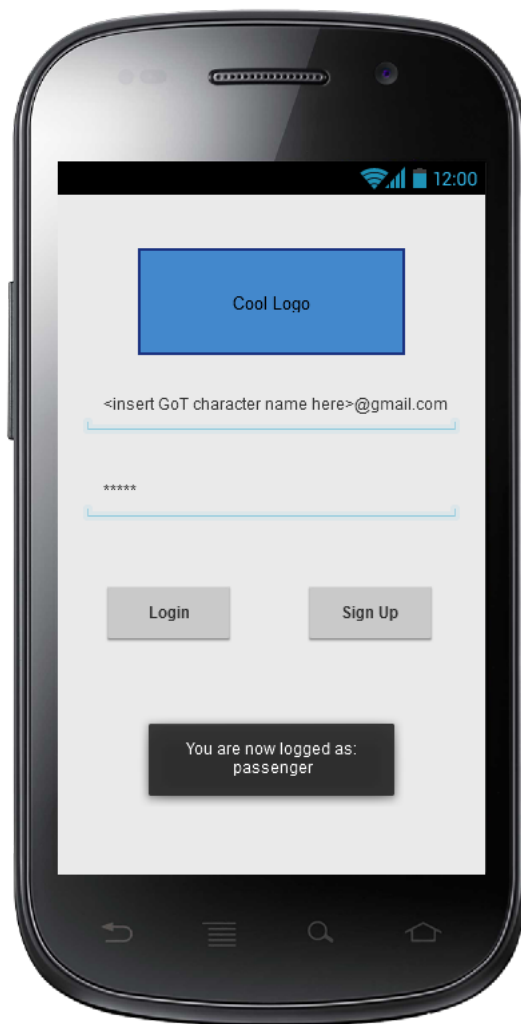 12:00
Cool Logo
<insert GoT character name here>@gmail.com
*****
Login
Sign Up
You are now logged as:
passenger